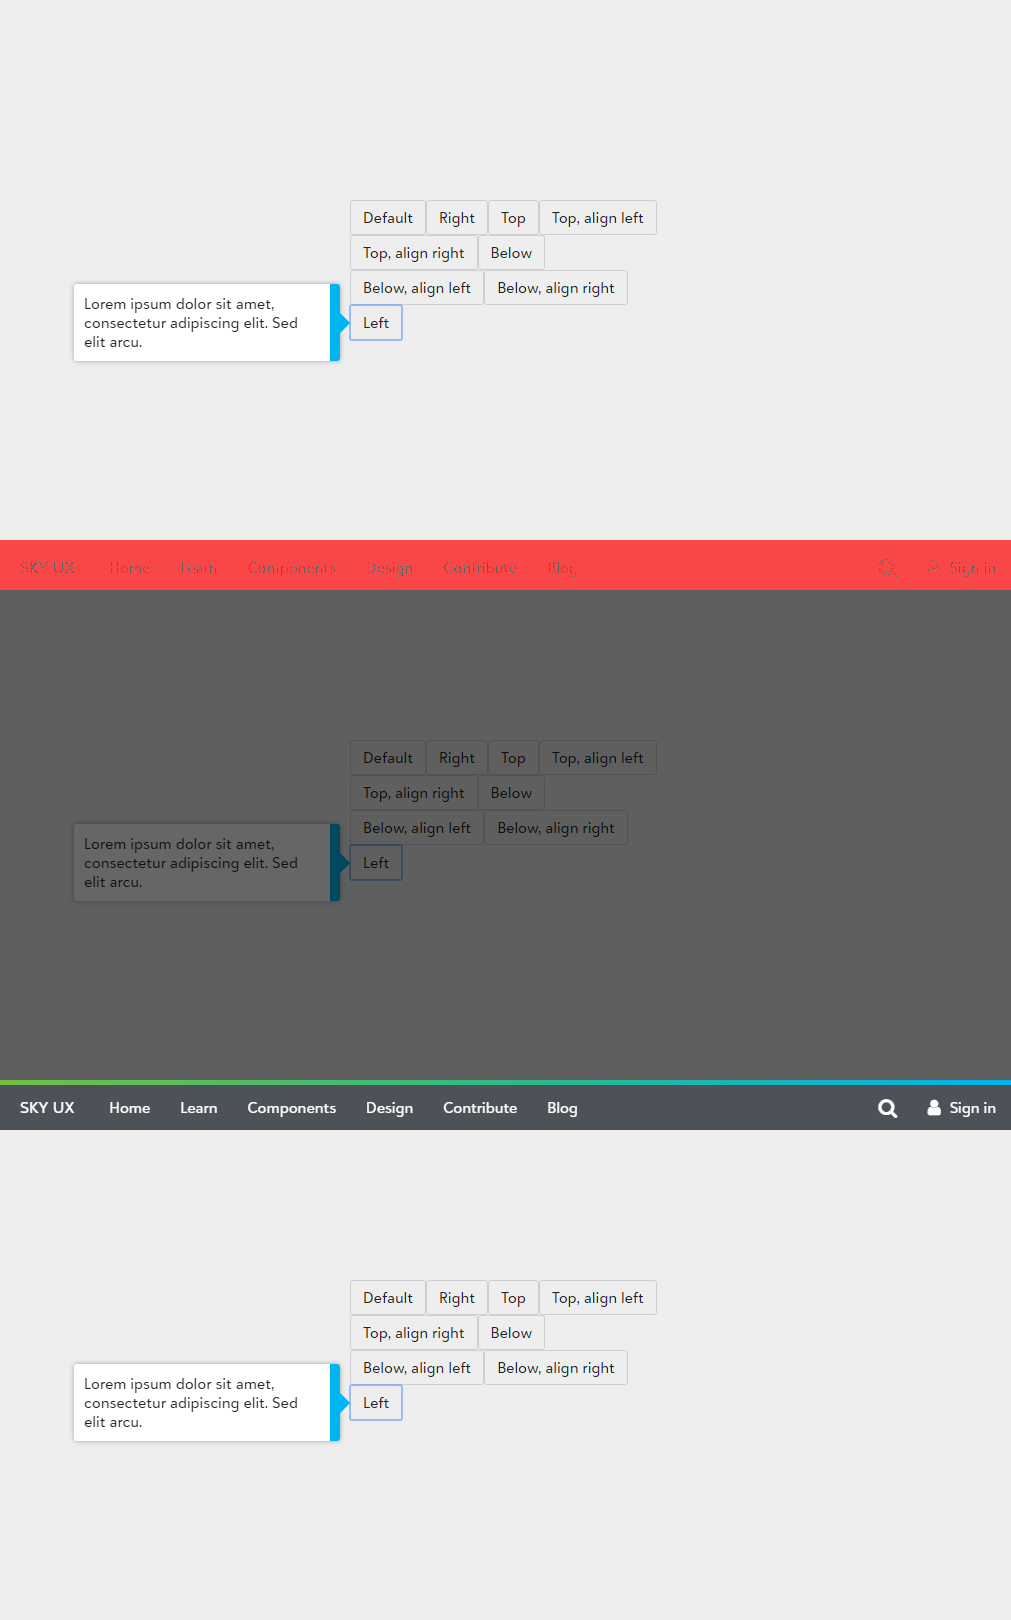 Default Right Top Top, align left
Top, align right Below
Below, align left Below, align right
Lorem ipsum dolor sit amet,
consectetur adipiscing elit. Sed
elit arcu.
Left
SKY UX Home Learn Components Design Contribute Blog Sign in
Default Right Top Top, align left
Top, align right Below
Below, align left Below, align right
Lorem ipsum dolor sit amet,
consectetur adipiscing elit. Sed
elit arcu.
Left
SKY UX Home Learn Components Design Contribute Blog Sign in
Default Right Top Top, align left
Top, align right Below
Below, align left Below, align right
Lorem ipsum dolor sit amet,
consectetur adipiscing elit. Sed
elit arcu.
Left